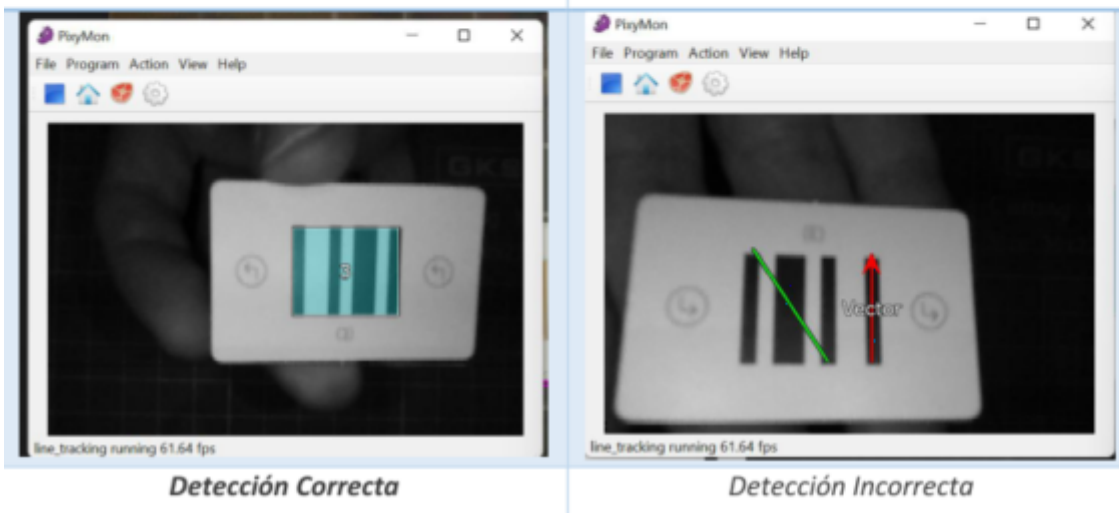 PixyMon
File Program Action View Help
line_tracking running 61.64 fps
Detección Correcta
PixyMon
File Program Action View Help
Vector
line_tracking running 61.64 fps
Detección Incorrecta